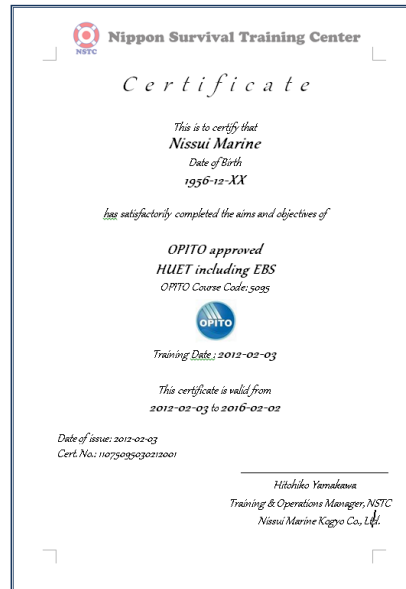 NSTC
Nippon Survival Training Center
Certificate
This is to certify that
Nissui Marine
Date of Birth
1956-12-XX
has satisfactorily completed the aims and objectives of
OPITO approved
HUET including EBS
OPITO Course Code: 5095
OPITO
Training Date : 2012-02-03
This certificate is valid from
2012-02-03 to 2016-02-02
Date of issue: 2012-02-03
Cert. No.: 11075095030212001
Hitohiko Yamakawa
Training & Operations Manager, NSTC
Nissui Marine Kogyo Co., Ltd.